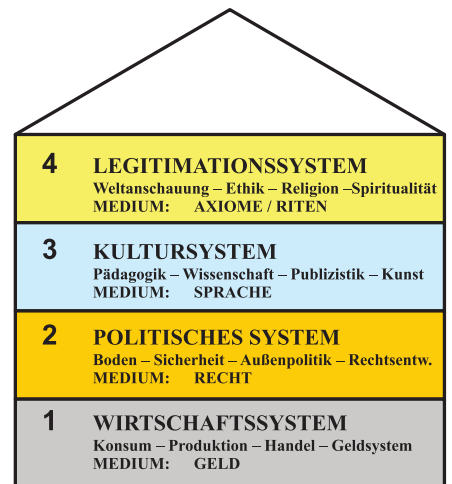 4 LEGITIMATIONSSYSTEM
Weltanschauung – Ethik – Religion –Spiritualität
MEDIUM: AXIOME / RITEN
3 KULTURSYSTEM
Pädagogik – Wissenschaft – Publizistik – Kunst
MEDIUM: SPRACHE
2 POLITISCHES SYSTEM
Boden – Sicherheit – Außenpolitik – Rechtsentw.
MEDIUM: RECHT
1 WIRTSCHAFTSSYSTEM
Konsum – Produktion – Handel – Geldsystem
MEDIUM: GELD